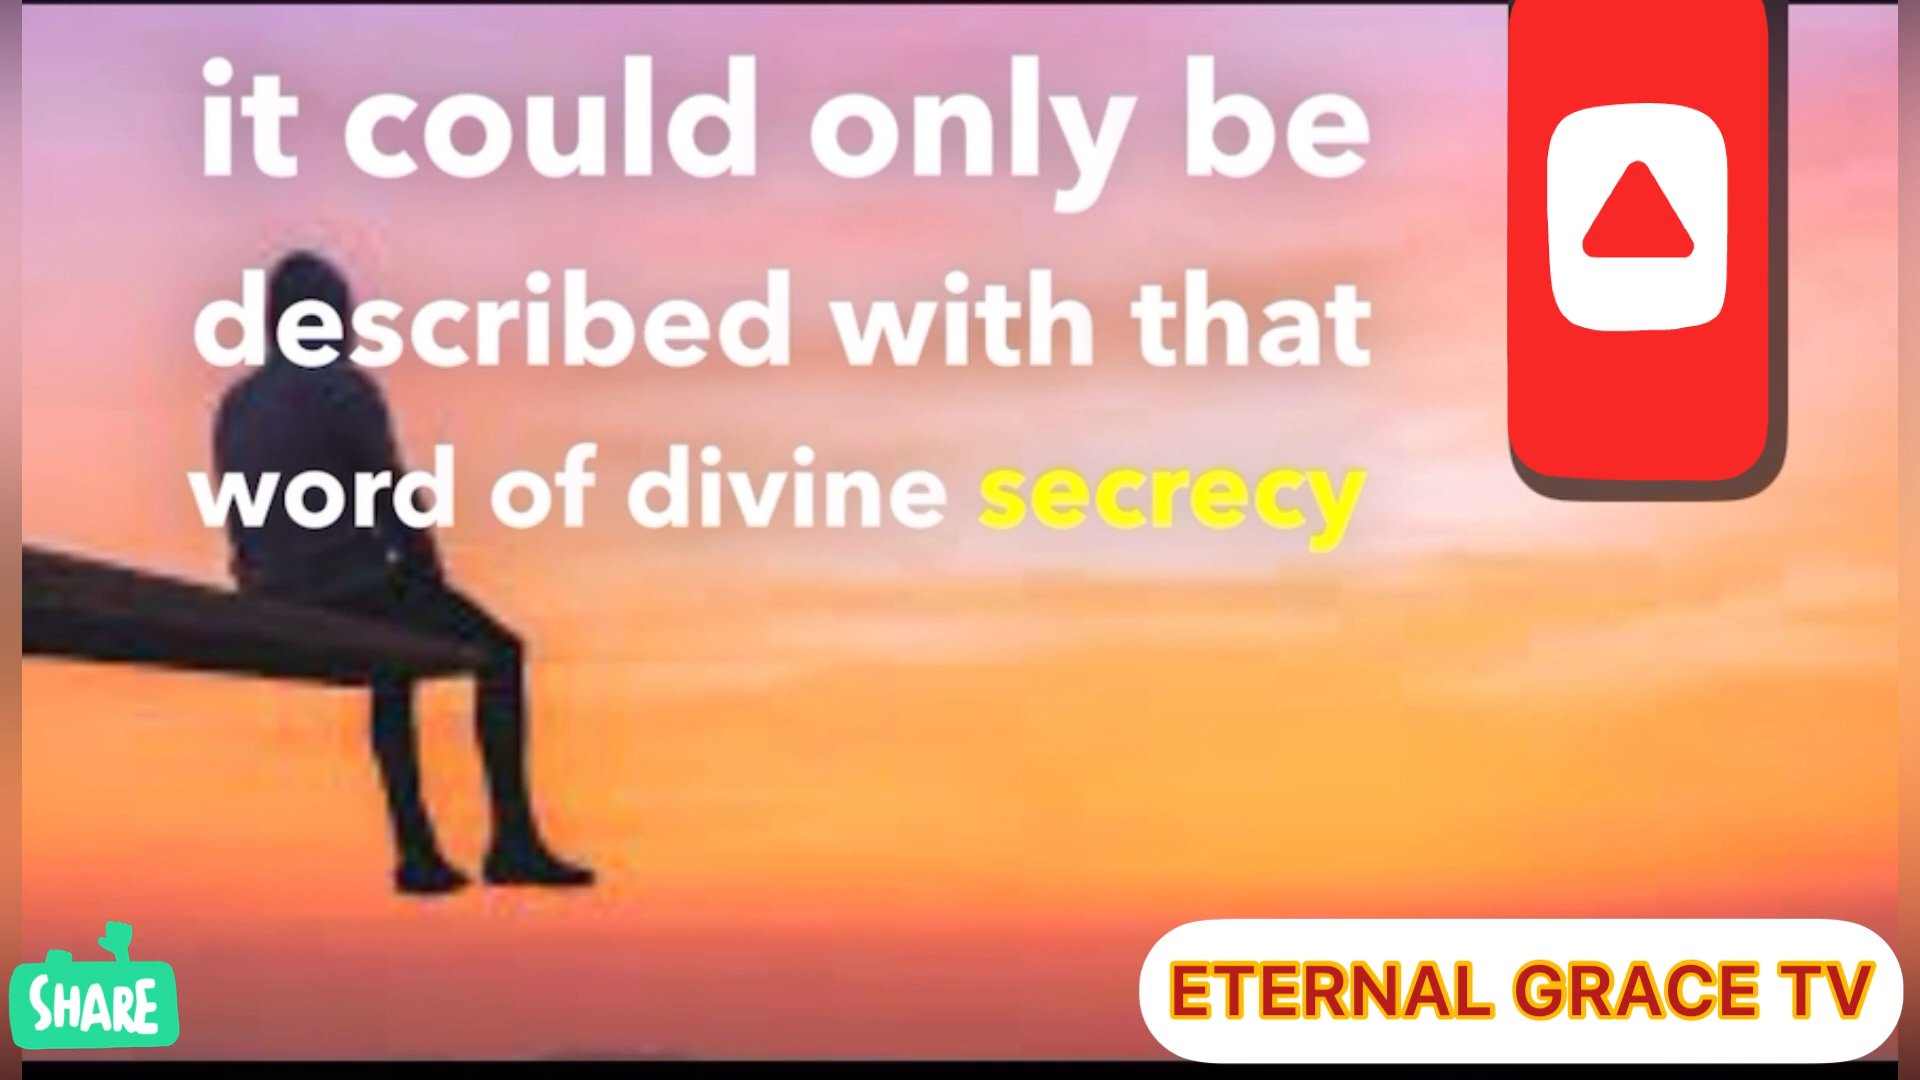 it could only be
described with that
word of divine secrecy
SHARE
ETERNAL GRACE TV